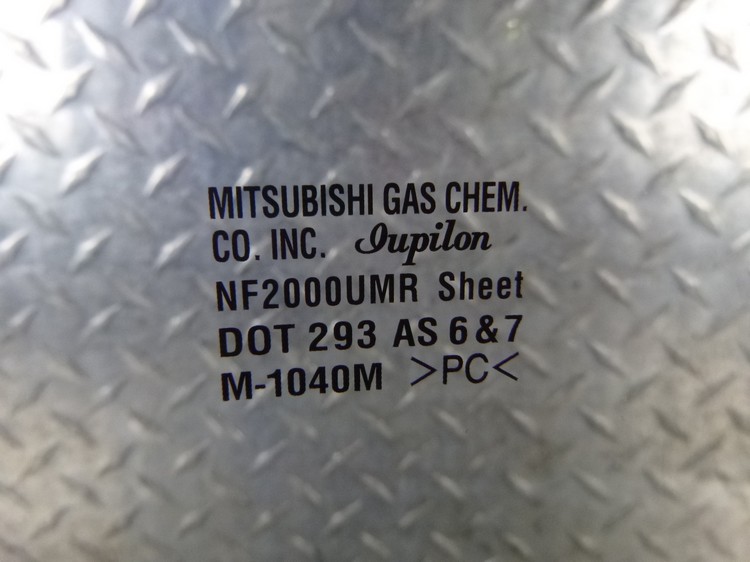 MITSUBISHI GAS CHEM.
CO. INC. Iupilon
NF2000UMR Sheet
DOT 293 AS 6 & 7
M-1040M >PC<